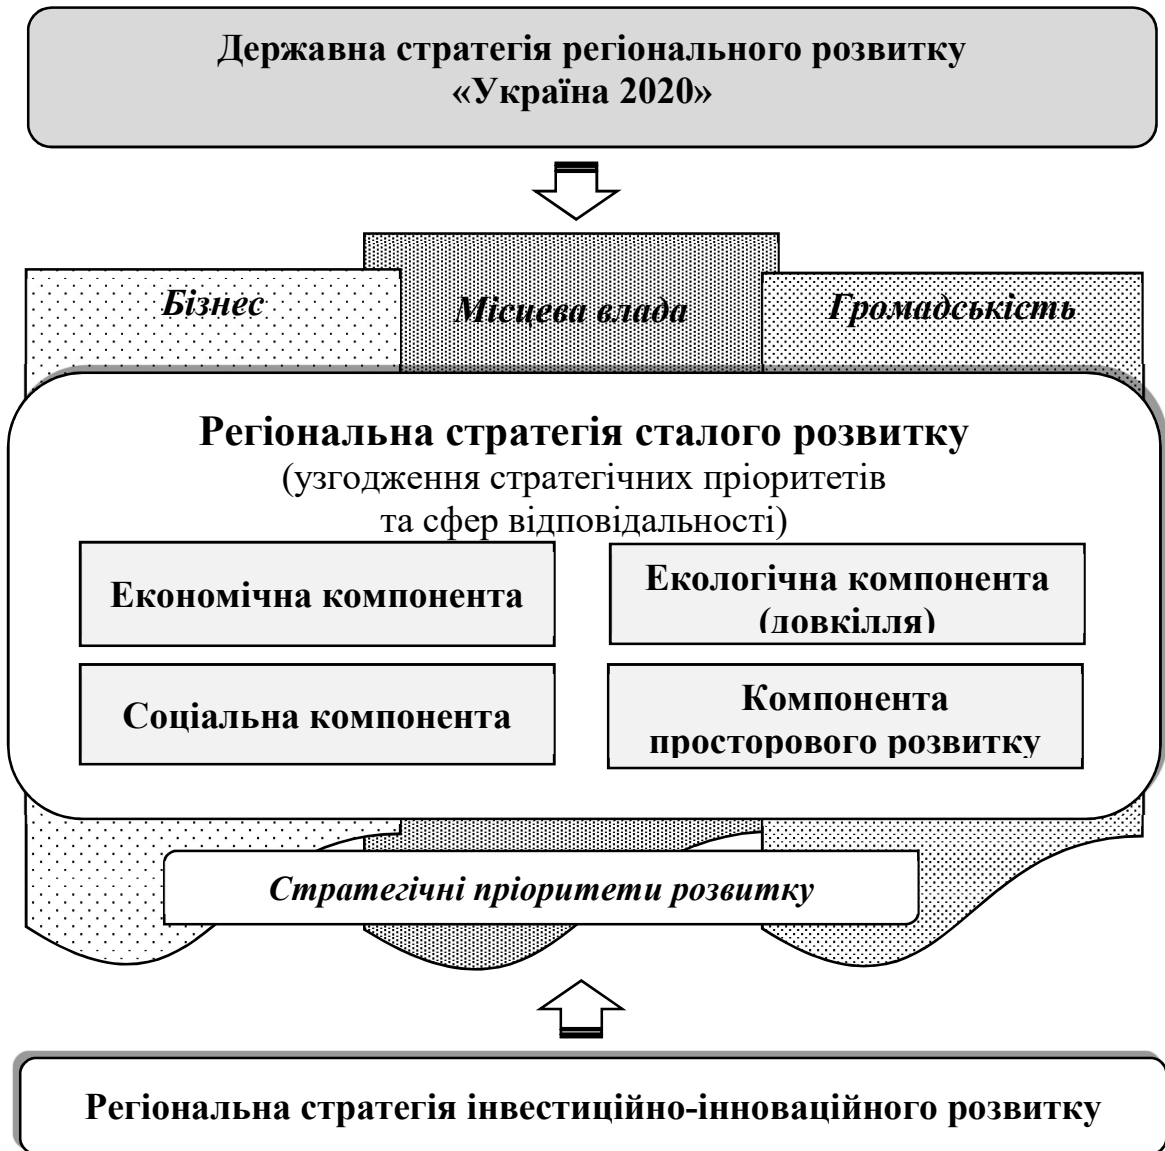 Державна стратегія регіонального розвитку
«Україна 2020»
Бізнес
Місцева влада
Громадськість
Регіональна стратегія сталого розвитку
(узгодження стратегічних пріоритетів
та сфер відповідальності)
Економічна компонента
Екологічна компонента
(довкілля)
Соціальна компонента
Компонента
просторового розвитку
Стратегічні пріоритети розвитку
Регіональна стратегія інвестиційно-інноваційного розвитку